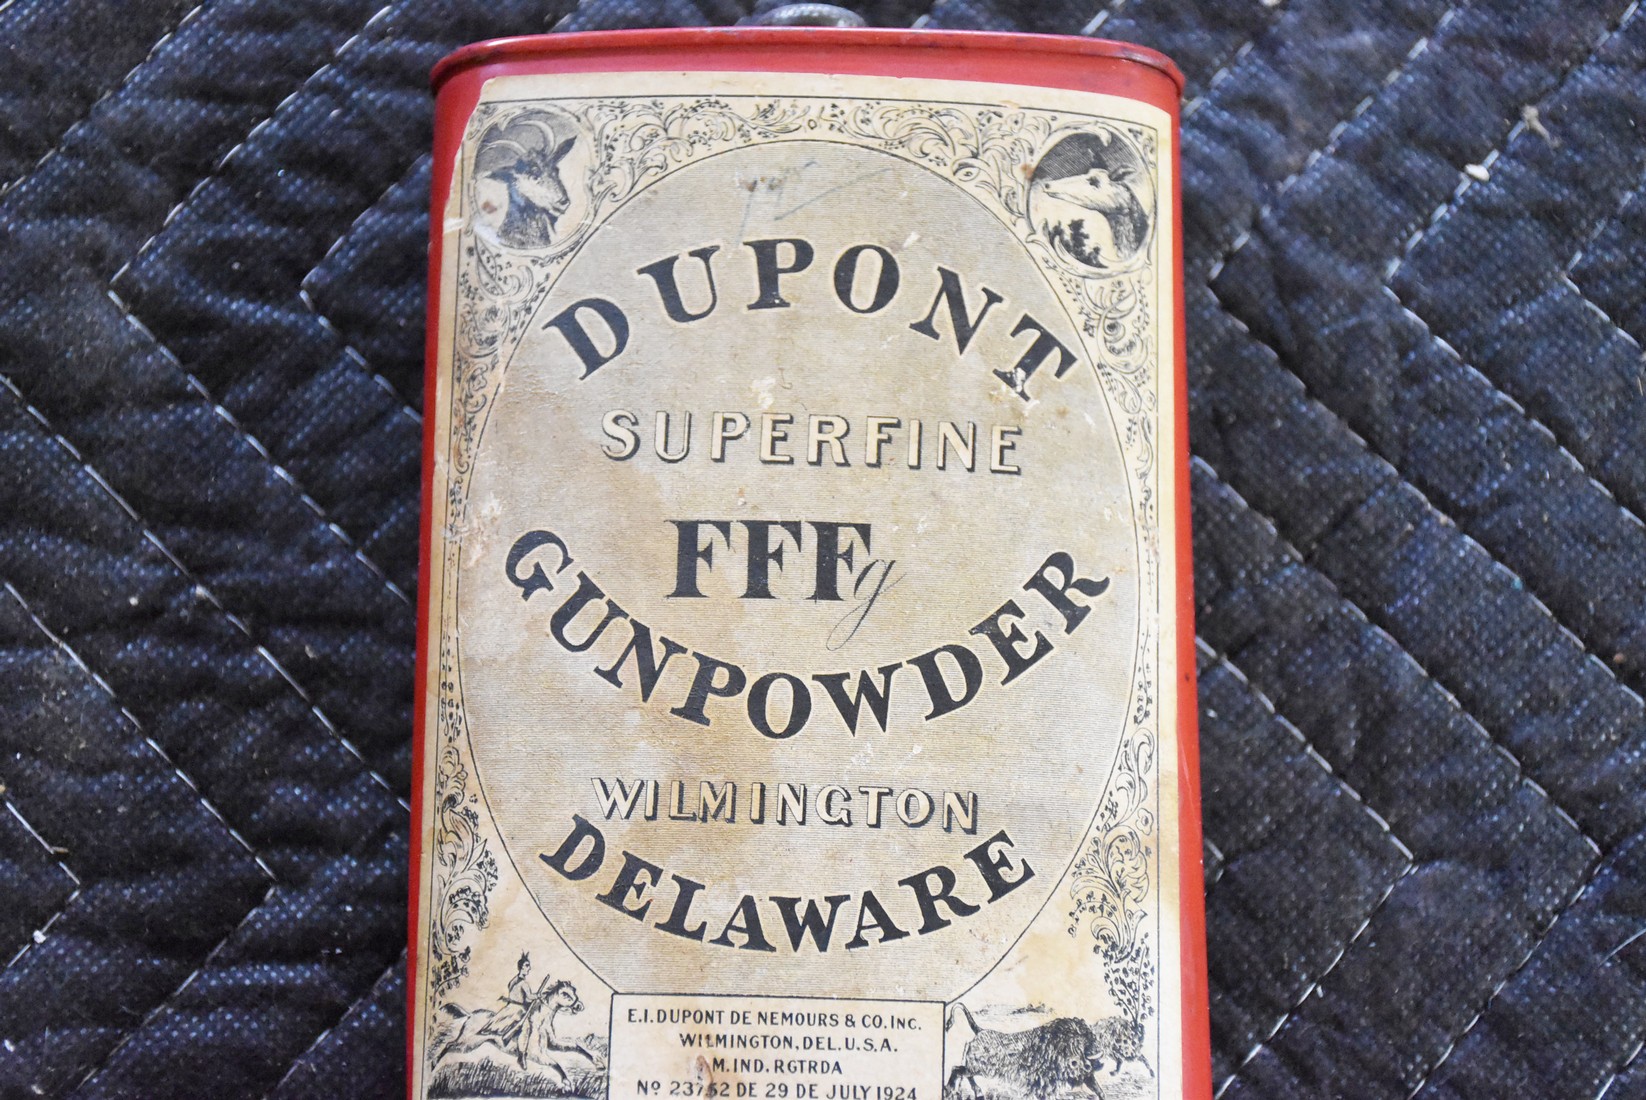 DUPONT
SUPERFINE
FFFg
GUNPOWDER
WILMINGTON
DELAWARE
E.I. DUPONT DE NEMOURS & CO. INC.
WILMINGTON, DEL. U.S.A.
M. IND. RGTRDA
Nº 23752 DE 29 DE JULY 1924